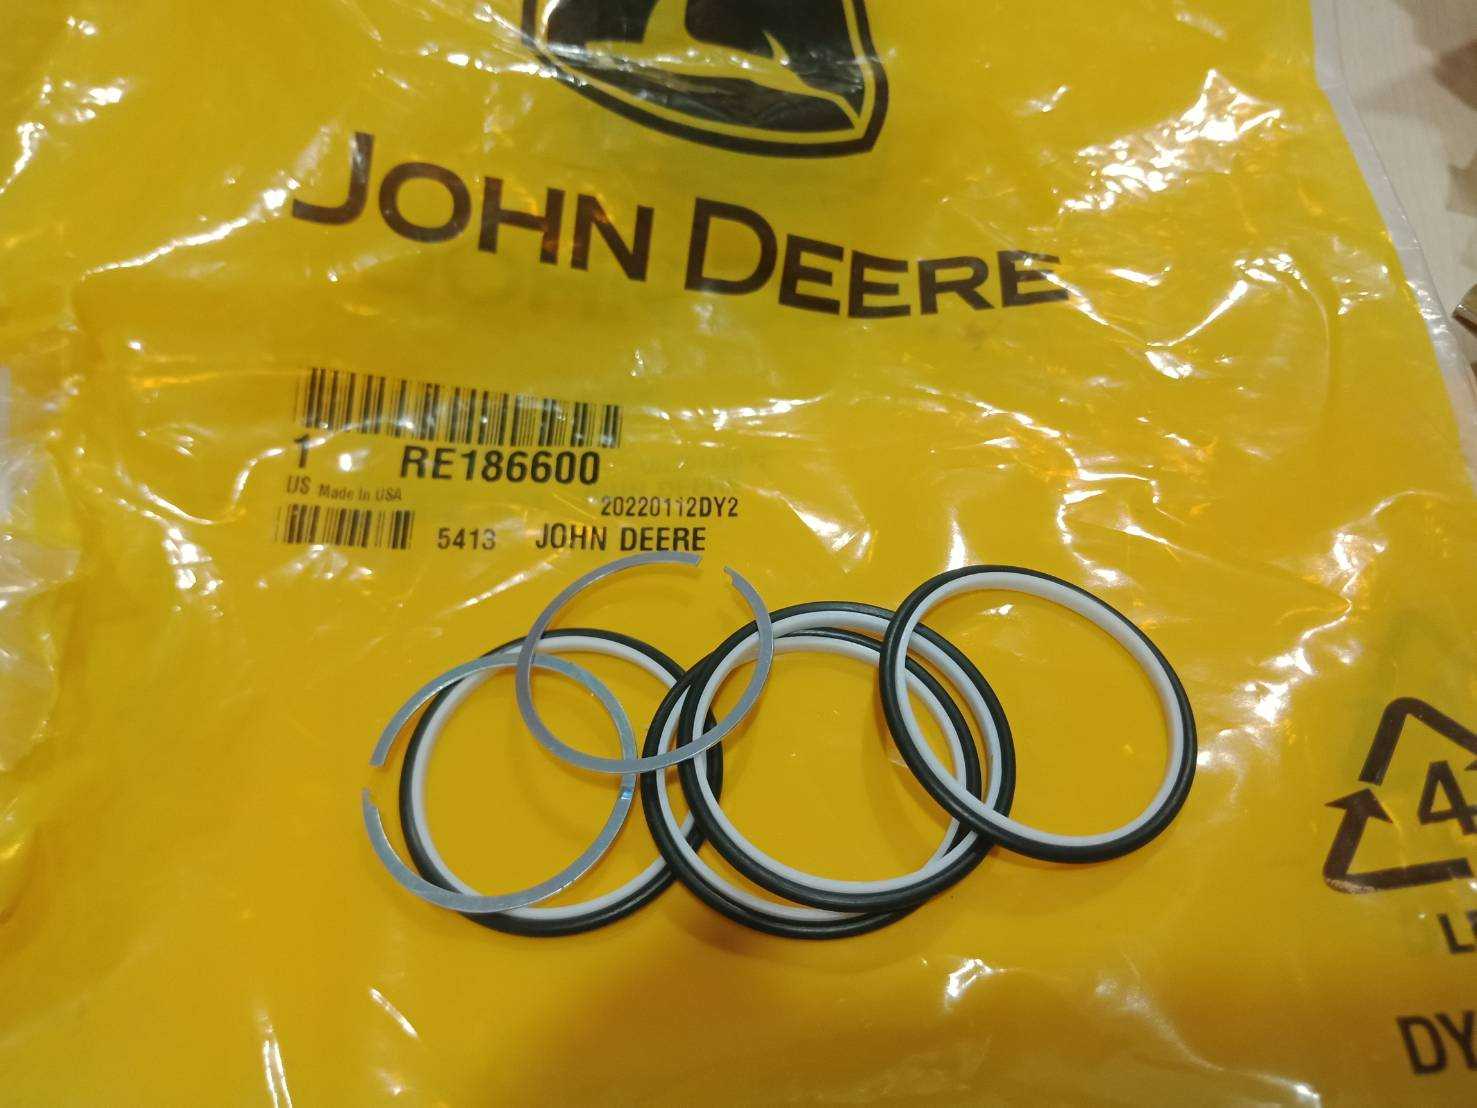 JOHN DEERE
1 RE186600
US Made In USA
20220112DY2
5413 JOHN DEERE
4
DY